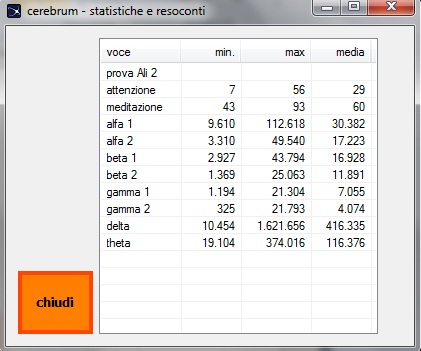 cerebrum - statistiche e resoconti
voce min. max media
prova Ali 2
attenzione 7 56 29
meditazione 43 93 60
alfa 1 9.610 112.618 30.382
alfa 2 3.310 49.540 17.223
beta 1 2.927 43.794 16.928
beta 2 1.369 25.063 11.891
gamma 1 1.194 21.304 7.055
gamma 2 325 21.793 4.074
delta 10.454 1.621.656 416.335
theta 19.104 374.016 116.376
chiudi